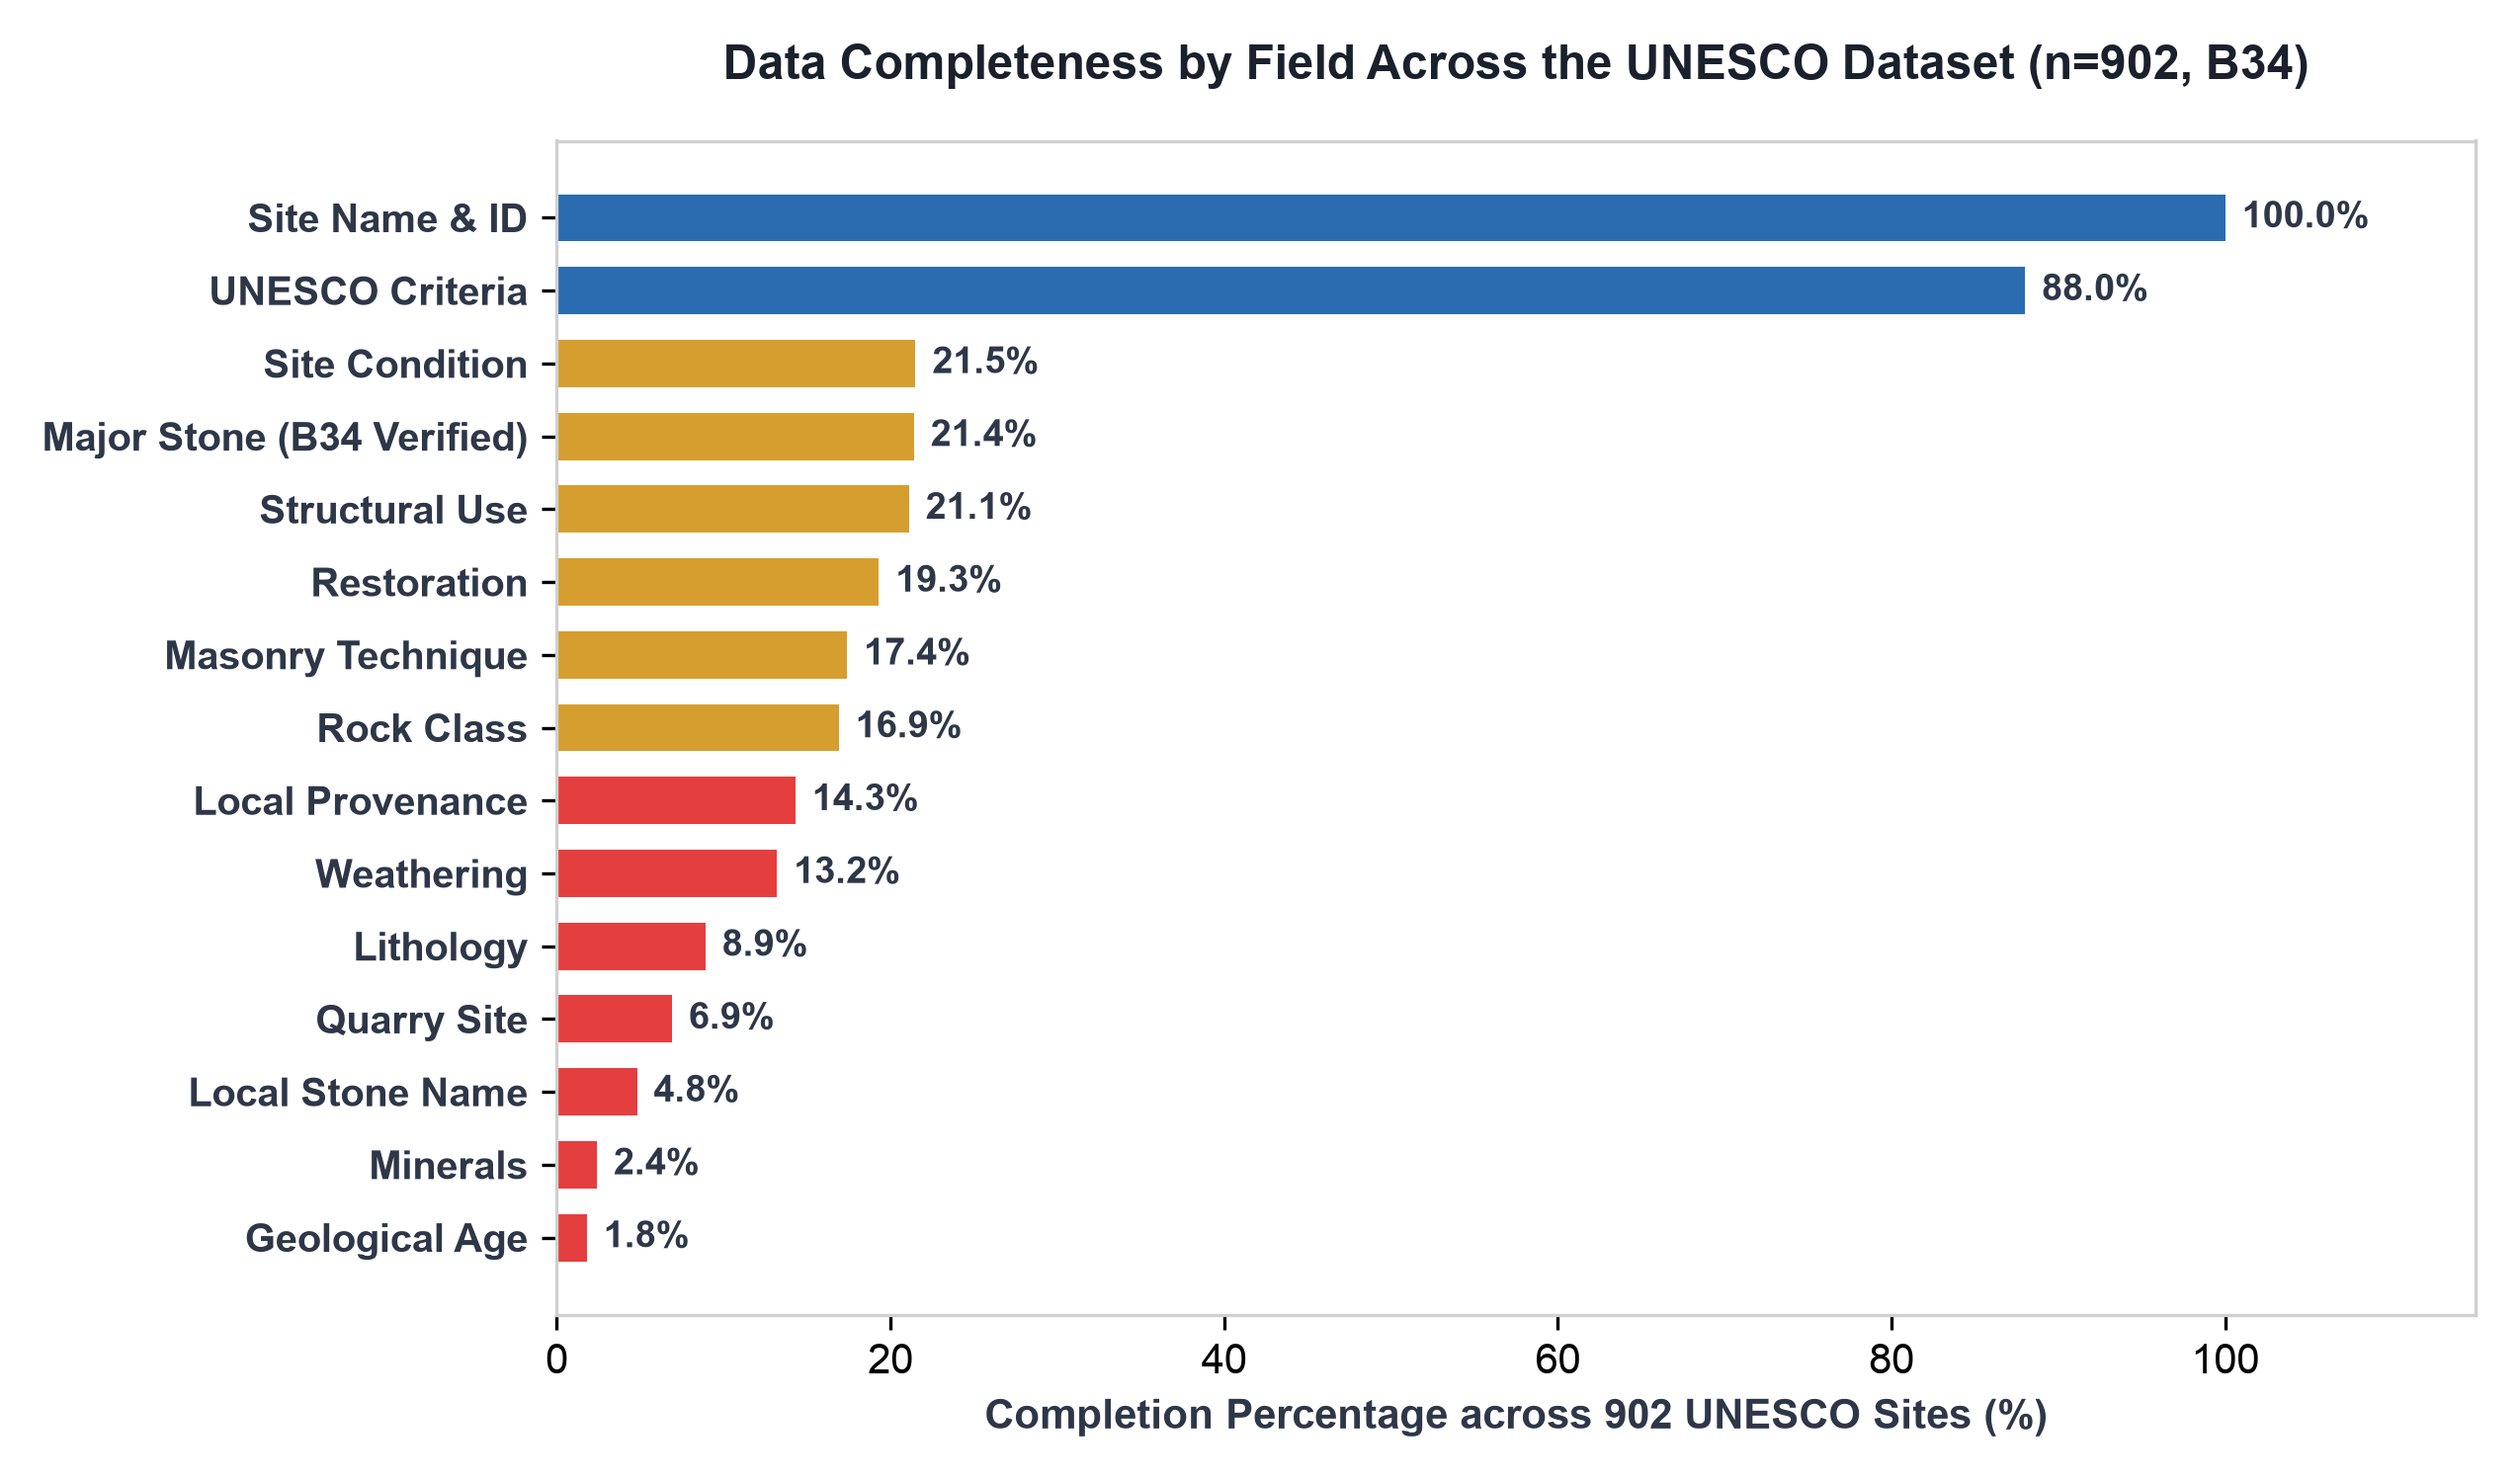 Data Completeness by Field Across the UNESCO Dataset (n=902, B34)
Site Name & ID 100.0%
UNESCO Criteria 88.0%
Site Condition 21.5%
Major Stone (B34 Verified) 21.4%
Structural Use 21.1%
Restoration 19.3%
Masonry Technique 17.4%
Rock Class 16.9%
Local Provenance 14.3%
Weathering 13.2%
Lithology 8.9%
Quarry Site 6.9%
Local Stone Name 4.8%
Minerals 2.4%
Geological Age 1.8%
0 20 40 60 80 100
Completion Percentage across 902 UNESCO Sites (%)